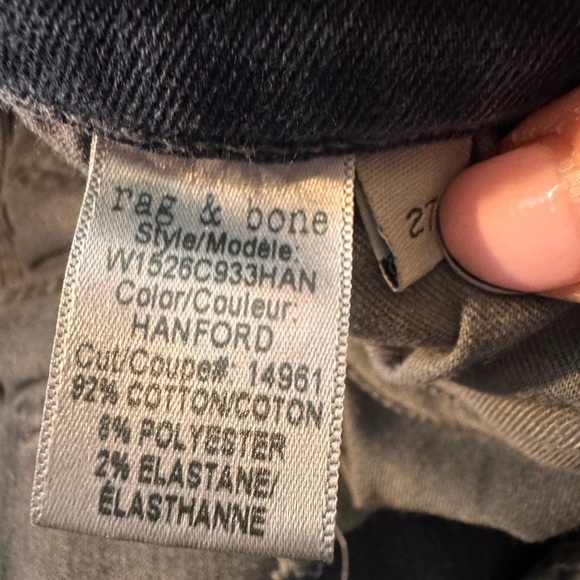 rag & bone
Style/Modèle:
W1526C933HAN
Color/Couleur:
HANFORD
Cut/Coupe#: 14961
92% COTTON/COTON
6% POLYESTER
2% ELASTANE/
ÉLASTHANNE
27